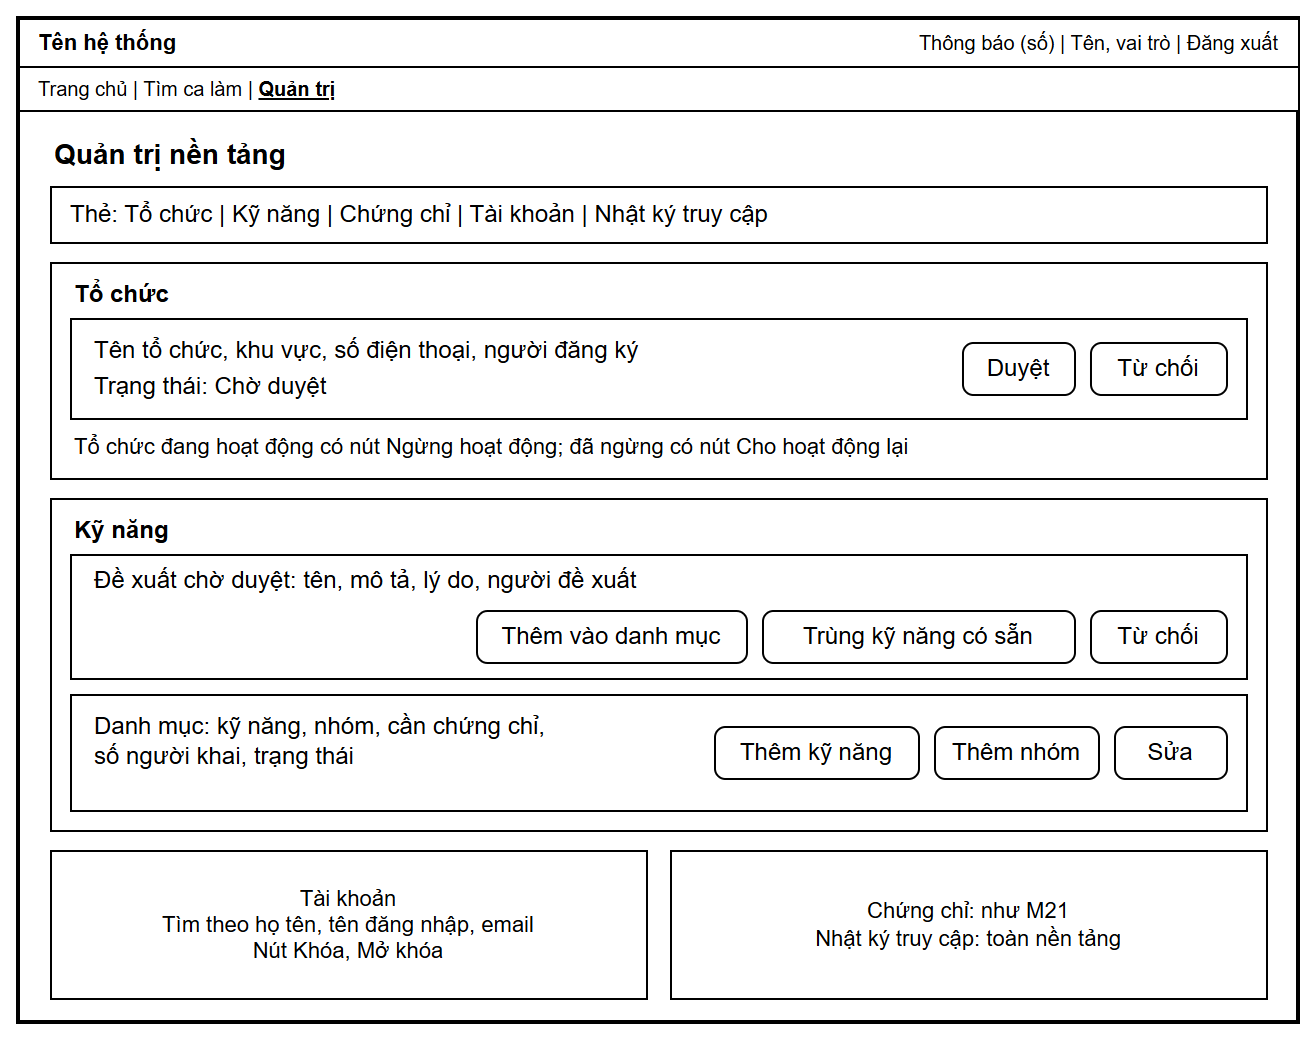 Tên hệ thống
Thông báo (số) | Tên, vai trò | Đăng xuất
Trang chủ | Tìm ca làm | Quản trị
Quản trị nền tảng
Thẻ: Tổ chức | Kỹ năng | Chứng chỉ | Tài khoản | Nhật ký truy cập
Tổ chức
Tên tổ chức, khu vực, số điện thoại, người đăng ký
Trạng thái: Chờ duyệt
Duyệt
Từ chối
Tổ chức đang hoạt động có nút Ngừng hoạt động; đã ngừng có nút Cho hoạt động lại
Kỹ năng
Đề xuất chờ duyệt: tên, mô tả, lý do, người đề xuất
Thêm vào danh mục
Trùng kỹ năng có sẵn
Từ chối
Danh mục: kỹ năng, nhóm, cần chứng chỉ,
số người khai, trạng thái
Thêm kỹ năng
Thêm nhóm
Sửa
Tài khoản
Tìm theo họ tên, tên đăng nhập, email
Nút Khóa, Mở khóa
Chứng chỉ: như M21
Nhật ký truy cập: toàn nền tảng